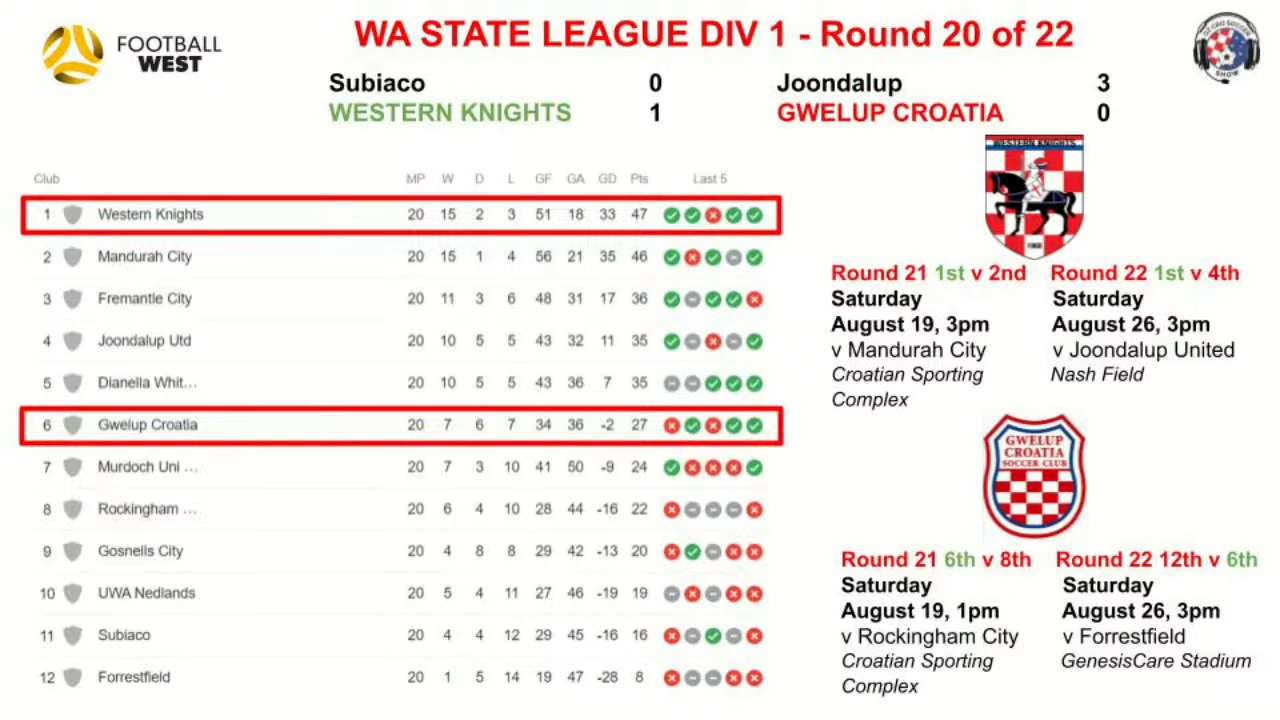 FOOTBALL
WEST
WA STATE LEAGUE DIV 1 - Round 20 of 22
Subiaco 0
WESTERN KNIGHTS 1
Joondalup 3
GWELUP CROATIA 0
SOCCER
SHOW
Club MP W D L GF GA GD Pts Last 5
1 Western Knights 20 15 2 3 51 18 33 47
2 Mandurah City 20 15 1 4 56 21 35 46
3 Fremantle City 20 11 3 6 48 31 17 36
4 Joondalup Utd 20 10 5 5 43 32 11 35
5 Dianella Whit... 20 10 5 5 43 36 7 35
6 Gwelup Croatia 20 7 6 7 34 36 -2 27
7 Murdoch Uni ... 20 7 3 10 41 50 -9 24
8 Rockingham ... 20 6 4 10 28 44 -16 22
9 Gosnells City 20 4 8 8 29 42 -13 20
10 UWA Nedlands 20 5 4 11 27 46 -19 19
11 Subiaco 20 4 4 12 29 45 -16 16
12 Forrestfield 20 1 5 14 19 47 -28 8
WESTERN KNIGHTS
1968
Round 21 1st v 2nd
Saturday
August 19, 3pm
v Mandurah City
Croatian Sporting
Complex
Round 22 1st v 4th
Saturday
August 26, 3pm
v Joondalup United
Nash Field
GWELUP
CROATIA
SOCCER CLUB
Round 21 6th v 8th
Saturday
August 19, 1pm
v Rockingham City
Croatian Sporting
Complex
Round 22 12th v 6th
Saturday
August 26, 3pm
v Forrestfield
GenesisCare Stadium